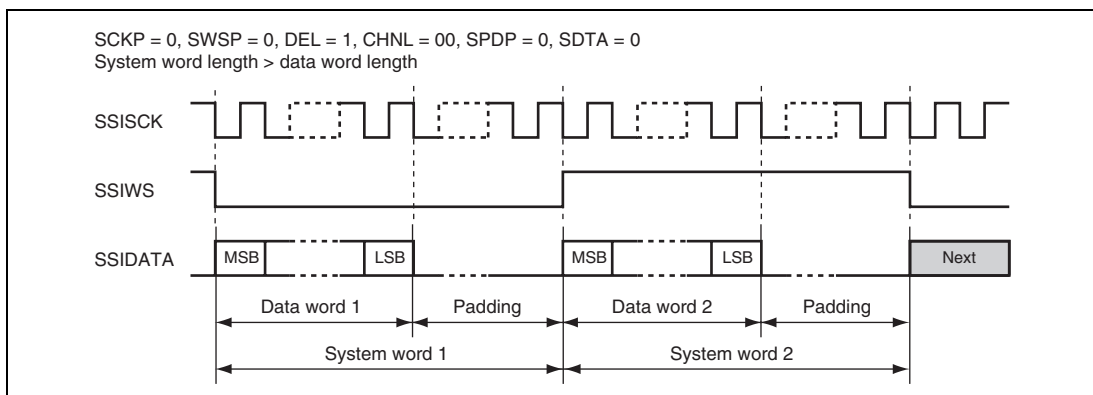 SCKP = 0, SWSP = 0, DEL = 1, CHNL = 00, SPDP = 0, SDTA = 0
System word length > data word length
SSISCK
SSIWS
SSIDATA MSB LSB MSB LSB Next
Data word 1 Padding Data word 2 Padding
System word 1 System word 2